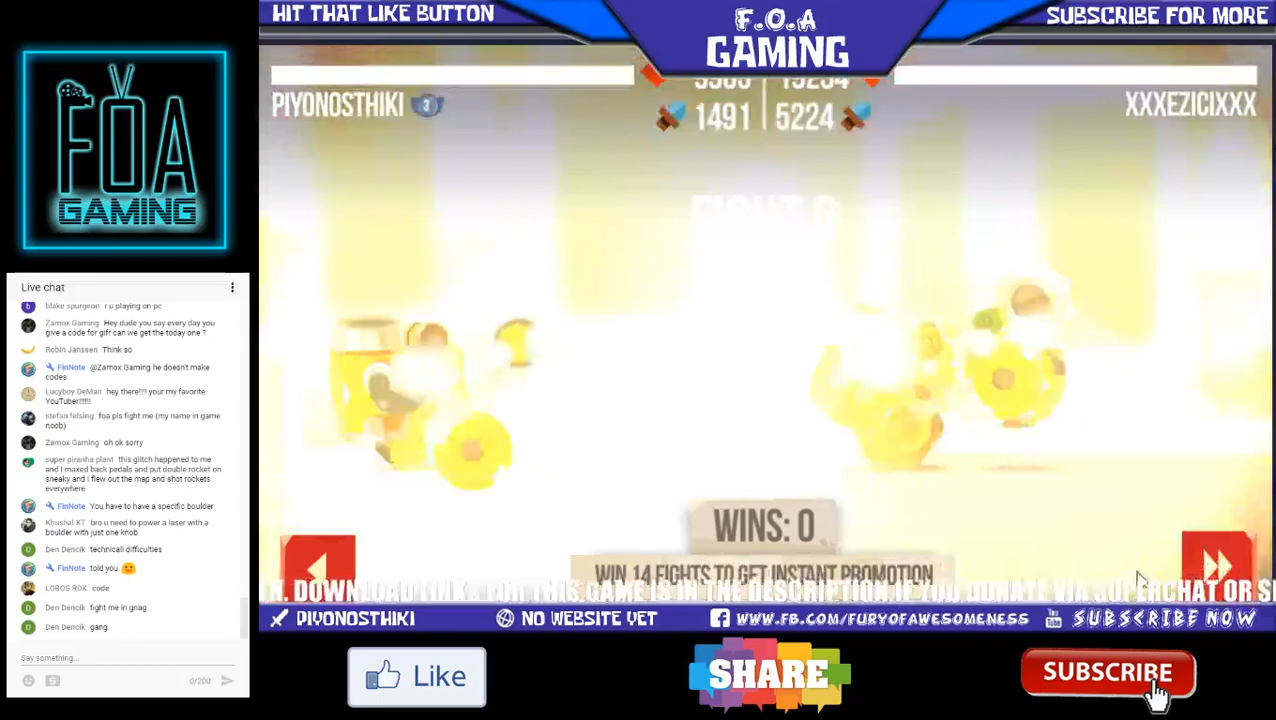 HIT THAT LIKE BUTTON
F.O.A
GAMING
SUBSCRIBE FOR MORE
FOA
GAMING
PIYONOSTHIKI 3
1491 5224
XXXEZICIXXX
Live chat
blake spurgeon r u playing on pc
Zamox Gaming Hey dude you say every day you
give a code for gifr can we get the today one ?
Robin Janssen Think so
FinNote @Zamox Gaming he doesn't make
codes
Lucyboy DeMan hey there!!!! your my favorite
YouTuber!!!!!!
stefan felsing foa pls fight me (my name in game
noob)
Zamox Gaming oh ok sorry
super piranha plant this glitch happened to me
and I maxed back pedals and put double rocket on
sneaky and I flew out the map and shot rockets
everywhere
FinNote You have to have a specific boulder
Khushal KT bro u need to power a laser with a
boulder with just one knob
Den Dencik technicall difficulties
FinNote told you
LOBOS RDK code
Den Dencik fight me in gnag
Den Dencik gang
Say something...
0/200
WINS: 0
WIN 14 FIGHTS TO GET INSTANT PROMOTION
DOWNLOAD LINKS FOR THIS GAME IS IN THE DESCRIPTION.IF YOU DONATE VIA SUPERCHAT OR
PIYONOSTHIKI
NO WEBSITE YET
WWW.FB.COM/FURYOFAWESOMENESS
You Tube SUBSCRIBE NOW
Like
SHARE
SUBSCRIBE